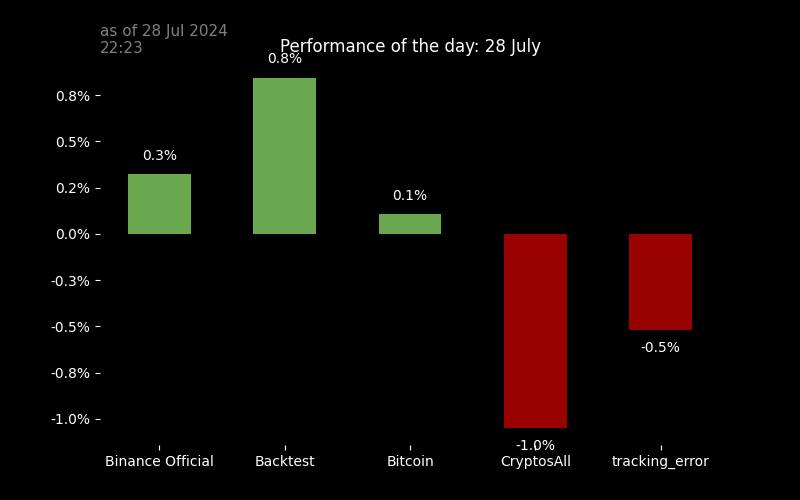 as of 28 Jul 2024
22:23
Performance of the day: 28 July
0.8%
0.8%
0.5%
0.3%
0.2%
0.1%
0.0%
-0.3%
-0.5%
-0.5%
-0.8%
-1.0%
-1.0%
Binance Official
Backtest
Bitcoin
CryptosAll
tracking_error